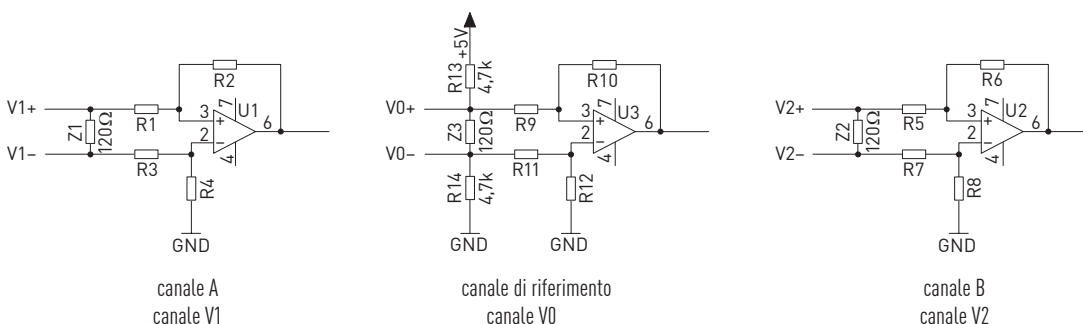 V1+
V1−
Z1
120Ω
R1
R3
R2
R4
3
2
7
4
6
U1
+
−
GND
canale A
canale V1
+5V
R13
4,7k
V0+
V0−
Z3
120Ω
R14
4,7k
R9
R11
R10
R12
3
2
7
4
6
U3
+
−
GND
GND
canale di riferimento
canale V0
V2+
V2−
Z2
120Ω
R5
R7
R6
R8
3
2
7
4
6
U2
+
−
GND
canale B
canale V2